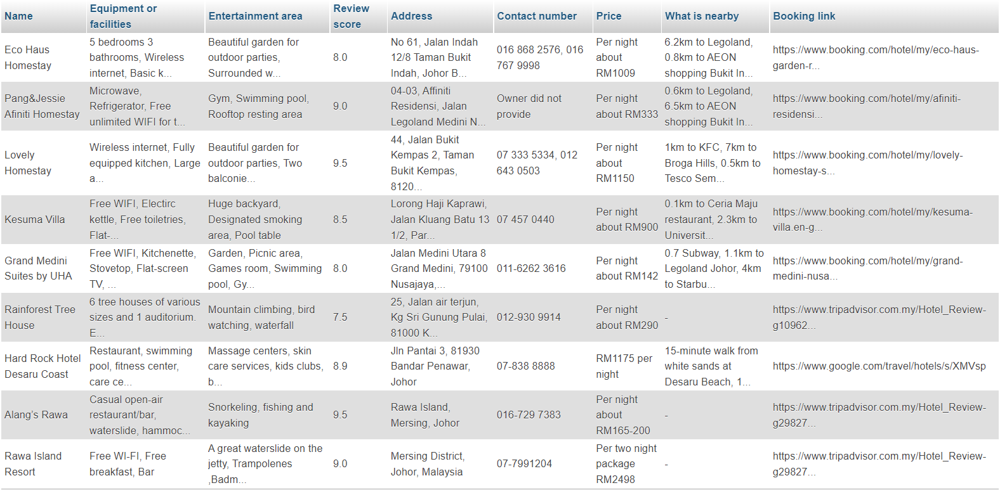 Name
Equipment or
facilities
Entertainment area
Review
score
Address
Contact number
Price
What is nearby
Booking link
Eco Haus
Homestay
5 bedrooms 3
bathrooms, Wireless
internet, Basic k...
Beautiful garden for
outdoor parties,
Surrounded w...
8.0
No 61, Jalan Indah
12/8 Taman Bukit
Indah, Johor B...
016 868 2576, 016
767 9998
Per night
about
RM1009
6.2km to Legoland,
0.8km to AEON
shopping Bukit In...
https://www.booking.com/hotel/my/eco-haus-
garden-r...
Pang&Jessie
Afiniti Homestay
Microwave,
Refrigerator, Free
unlimited WIFI for t...
Gym, Swimming pool,
Rooftop resting area
9.0
04-03, Affiniti
Residensi, Jalan
Legoland Medini N...
Owner did not
provide
Per night
about RM333
0.6km to Legoland,
6.5km to AEON
shopping Bukit In...
https://www.booking.com/hotel/my/afiniti-
residensi...
Lovely
Homestay
Wireless internet, Fully
equipped kitchen, Large
a...
Beautiful garden for
outdoor parties, Two
balconie...
9.5
44, Jalan Bukit
Kempas 2, Taman
Bukit Kempas,
8120...
07 333 5334, 012
643 0503
Per night
about
RM1150
1km to KFC, 7km to
Broga Hills, 0.5km to
Tesco Sem...
https://www.booking.com/hotel/my/lovely-
homestay-s...
Kesuma Villa
Free WIFI, Electirc
kettle, Free toiletries,
Flat-...
Huge backyard,
Designated smoking
area, Pool table
8.5
Lorong Haji Kaprawi,
Jalan Kluang Batu 13
1/2, Par...
07 457 0440
Per night
about RM900
0.1km to Ceria Maju
restaurant, 2.3km to
Universit...
https://www.booking.com/hotel/my/kesuma-
villa.en-g...
Grand Medini
Suites by UHA
Free WIFI, Kitchenette,
Stovetop, Flat-screen
TV, ...
Garden, Picnic area,
Games room, Swimming
pool, Gy...
8.0
Jalan Medini Utara 8
Grand Medini, 79100
Nusajaya,...
011-6262 3616
Per night
about RM142
0.7 Subway, 1.1km to
Legoland Johor, 4km
to Starbu...
https://www.booking.com/hotel/my/grand-
medini-nusa...
Rainforest Tree
House
6 tree houses of various
sizes and 1 auditorium.
E...
Mountain climbing, bird
watching, waterfall
7.5
25, Jalan air terjun,
Kg Sri Gunung Pulai,
81000 K...
012-930 9914
Per night
about RM290
-
https://www.tripadvisor.com.my/Hotel_Review-
g10962...
Hard Rock Hotel
Desaru Coast
Restaurant, swimming
pool, fitness center,
care ce...
Massage centers, skin
care services, kids clubs,
b...
8.9
Jln Pantai 3, 81930
Bandar Penawar,
Johor
07-838 8888
RM1175 per
night
15-minute walk from
white sands at
Desaru Beach, 1...
https://www.google.com/travel/hotels/s/XMVsp
Alang’s Rawa
Casual open-air
restaurant/bar,
waterslide, hammoc...
Snorkeling, fishing and
kayaking
9.5
Rawa Island,
Mersing, Johor
016-729 7383
Per night
about
RM165-200
-
https://www.tripadvisor.com.my/Hotel_Review-
g29827...
Rawa Island
Resort
Free WI-FI, Free
breakfast, Bar
A great waterslide on the
jetty, Trampolenes
,Badm...
9.0
Mersing District,
Johor, Malaysia
07-7991204
Per two night
package
RM2498
-
https://www.tripadvisor.com.my/Hotel_Review-
g29827...